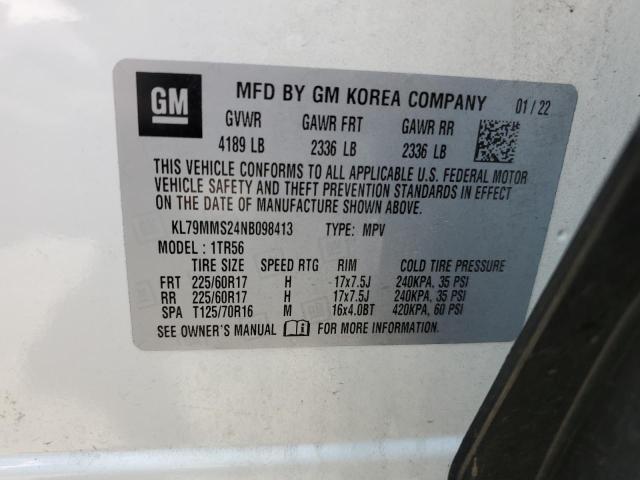 GM
MFD BY GM KOREA COMPANY 01 / 22
GVWR GAWR FRT GAWR RR
4189 LB 2336 LB 2336 LB
THIS VEHICLE CONFORMS TO ALL APPLICABLE U.S. FEDERAL MOTOR
VEHICLE SAFETY AND THEFT PREVENTION STANDARDS IN EFFECT
ON THE DATE OF MANUFACTURE SHOWN ABOVE.
KL79MMS24NB098413 TYPE: MPV
MODEL : 1TR56
TIRE SIZE SPEED RTG RIM COLD TIRE PRESSURE
FRT 225/60R17 H 17x7.5J 240KPA, 35 PSI
RR 225/60R17 H 17x7.5J 240KPA, 35 PSI
SPA T125/70R16 M 16x4.0BT 420KPA, 60 PSI
SEE OWNER'S MANUAL FOR MORE INFORMATION.